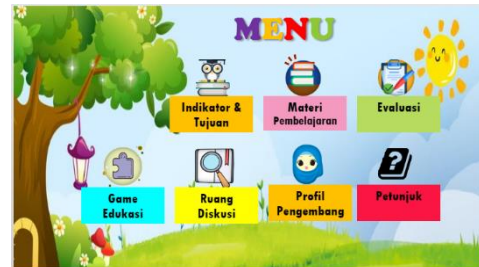 MENU
Indikator &
Tujuan
Materi
Pembelajaran
Evaluasi
Game
Edukasi
Ruang
Diskusi
Profil
Pengembang
Petunjuk